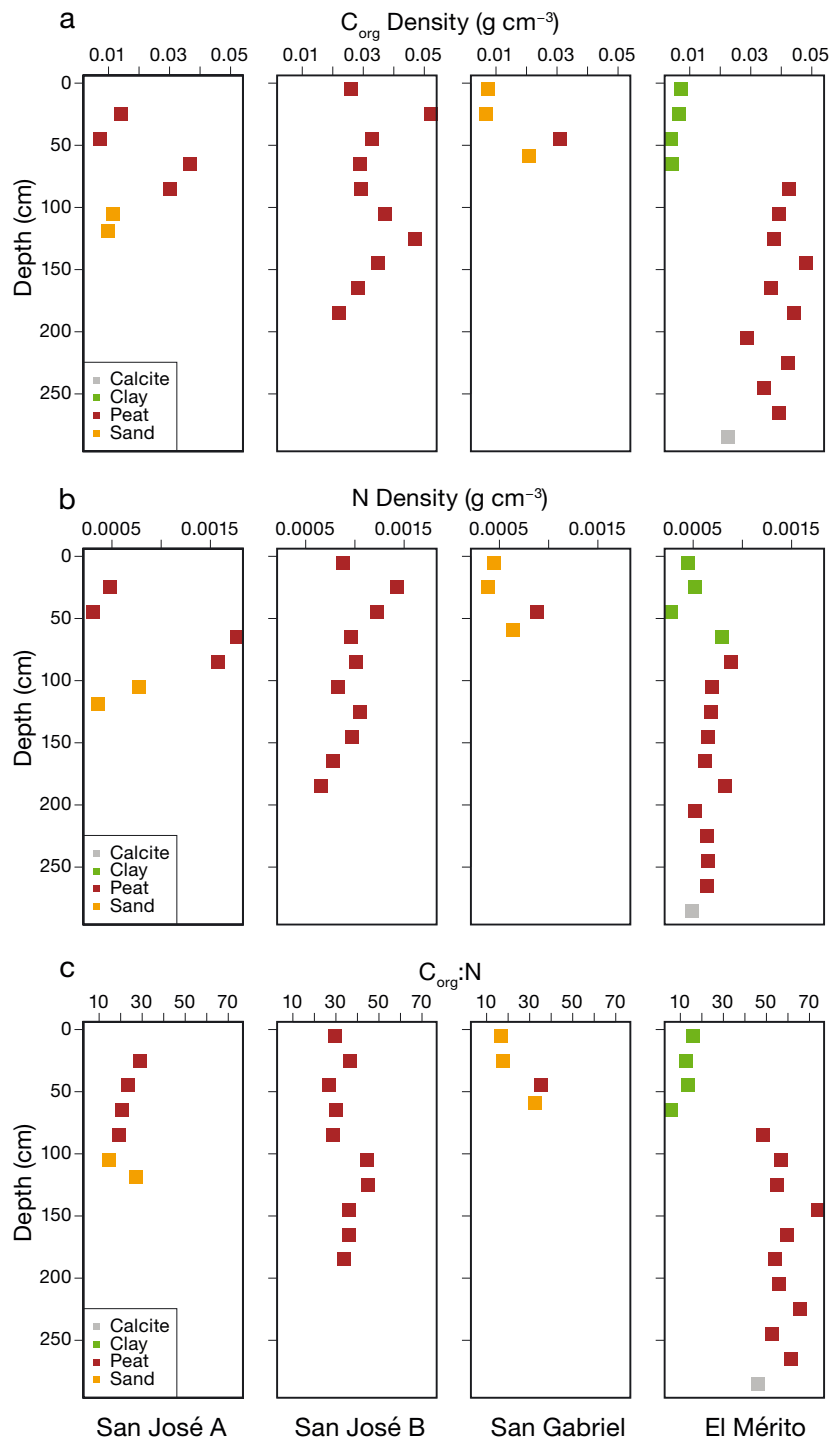 a
C_org Density (g cm⁻³)
0.01 0.03 0.05 0.01 0.03 0.05 0.01 0.03 0.05 0.01 0.03 0.05
0
50
100
150
200
250
Depth (cm)
Calcite
Clay
Peat
Sand
b
N Density (g cm⁻³)
0.0005 0.0015 0.0005 0.0015 0.0005 0.0015 0.0005 0.0015
0
50
100
150
200
250
Depth (cm)
Calcite
Clay
Peat
Sand
c
C_org:N
10 30 50 70 10 30 50 70 10 30 50 70 10 30 50 70
0
50
100
150
200
250
Depth (cm)
Calcite
Clay
Peat
Sand
San José A San José B San Gabriel El Mérito